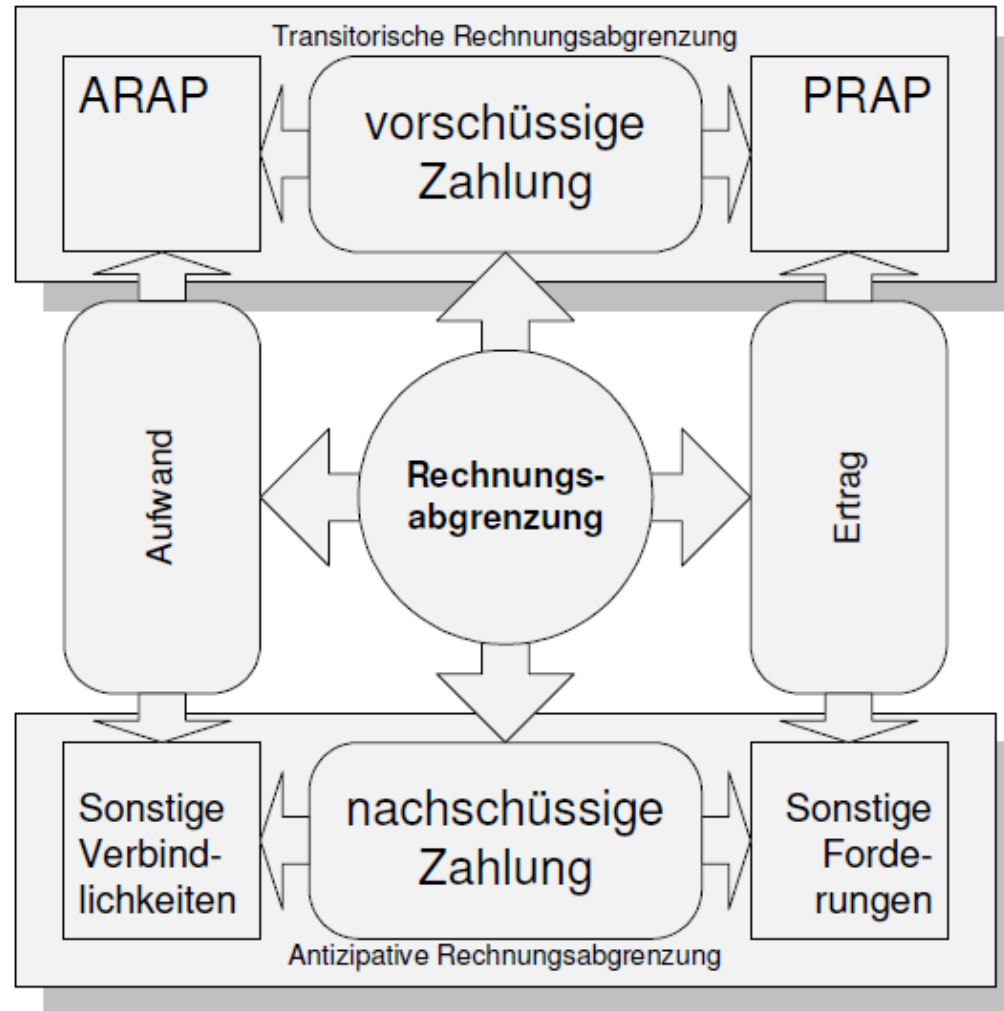 Transitorische Rechnungsabgrenzung
ARAP
vorschüssige
Zahlung
PRAP
Aufwand
Rechnungs-
abgrenzung
Ertrag
Sonstige
Verbind-
lichkeiten
nachschüssige
Zahlung
Sonstige
Forde-
rungen
Antizipative Rechnungsabgrenzung